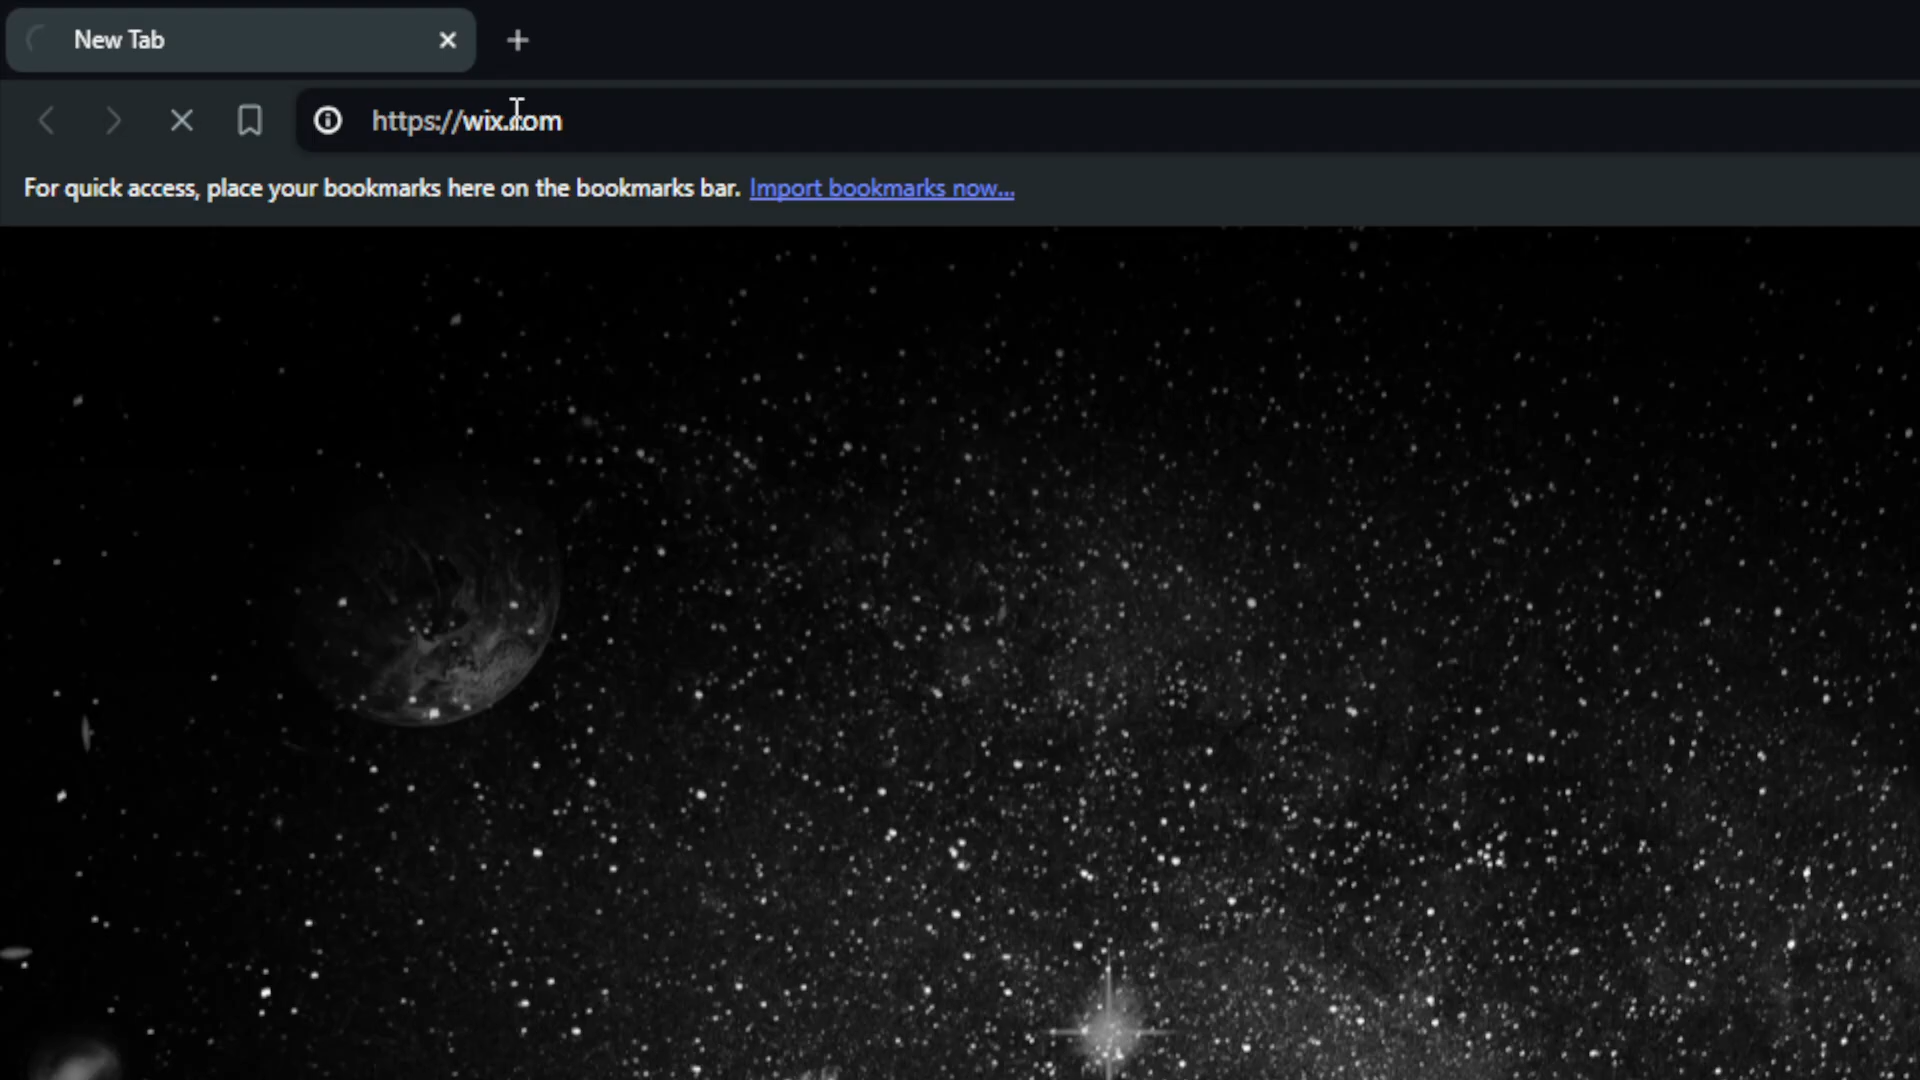 New Tab
https://wix.com
For quick access, place your bookmarks here on the bookmarks bar. Import bookmarks now...